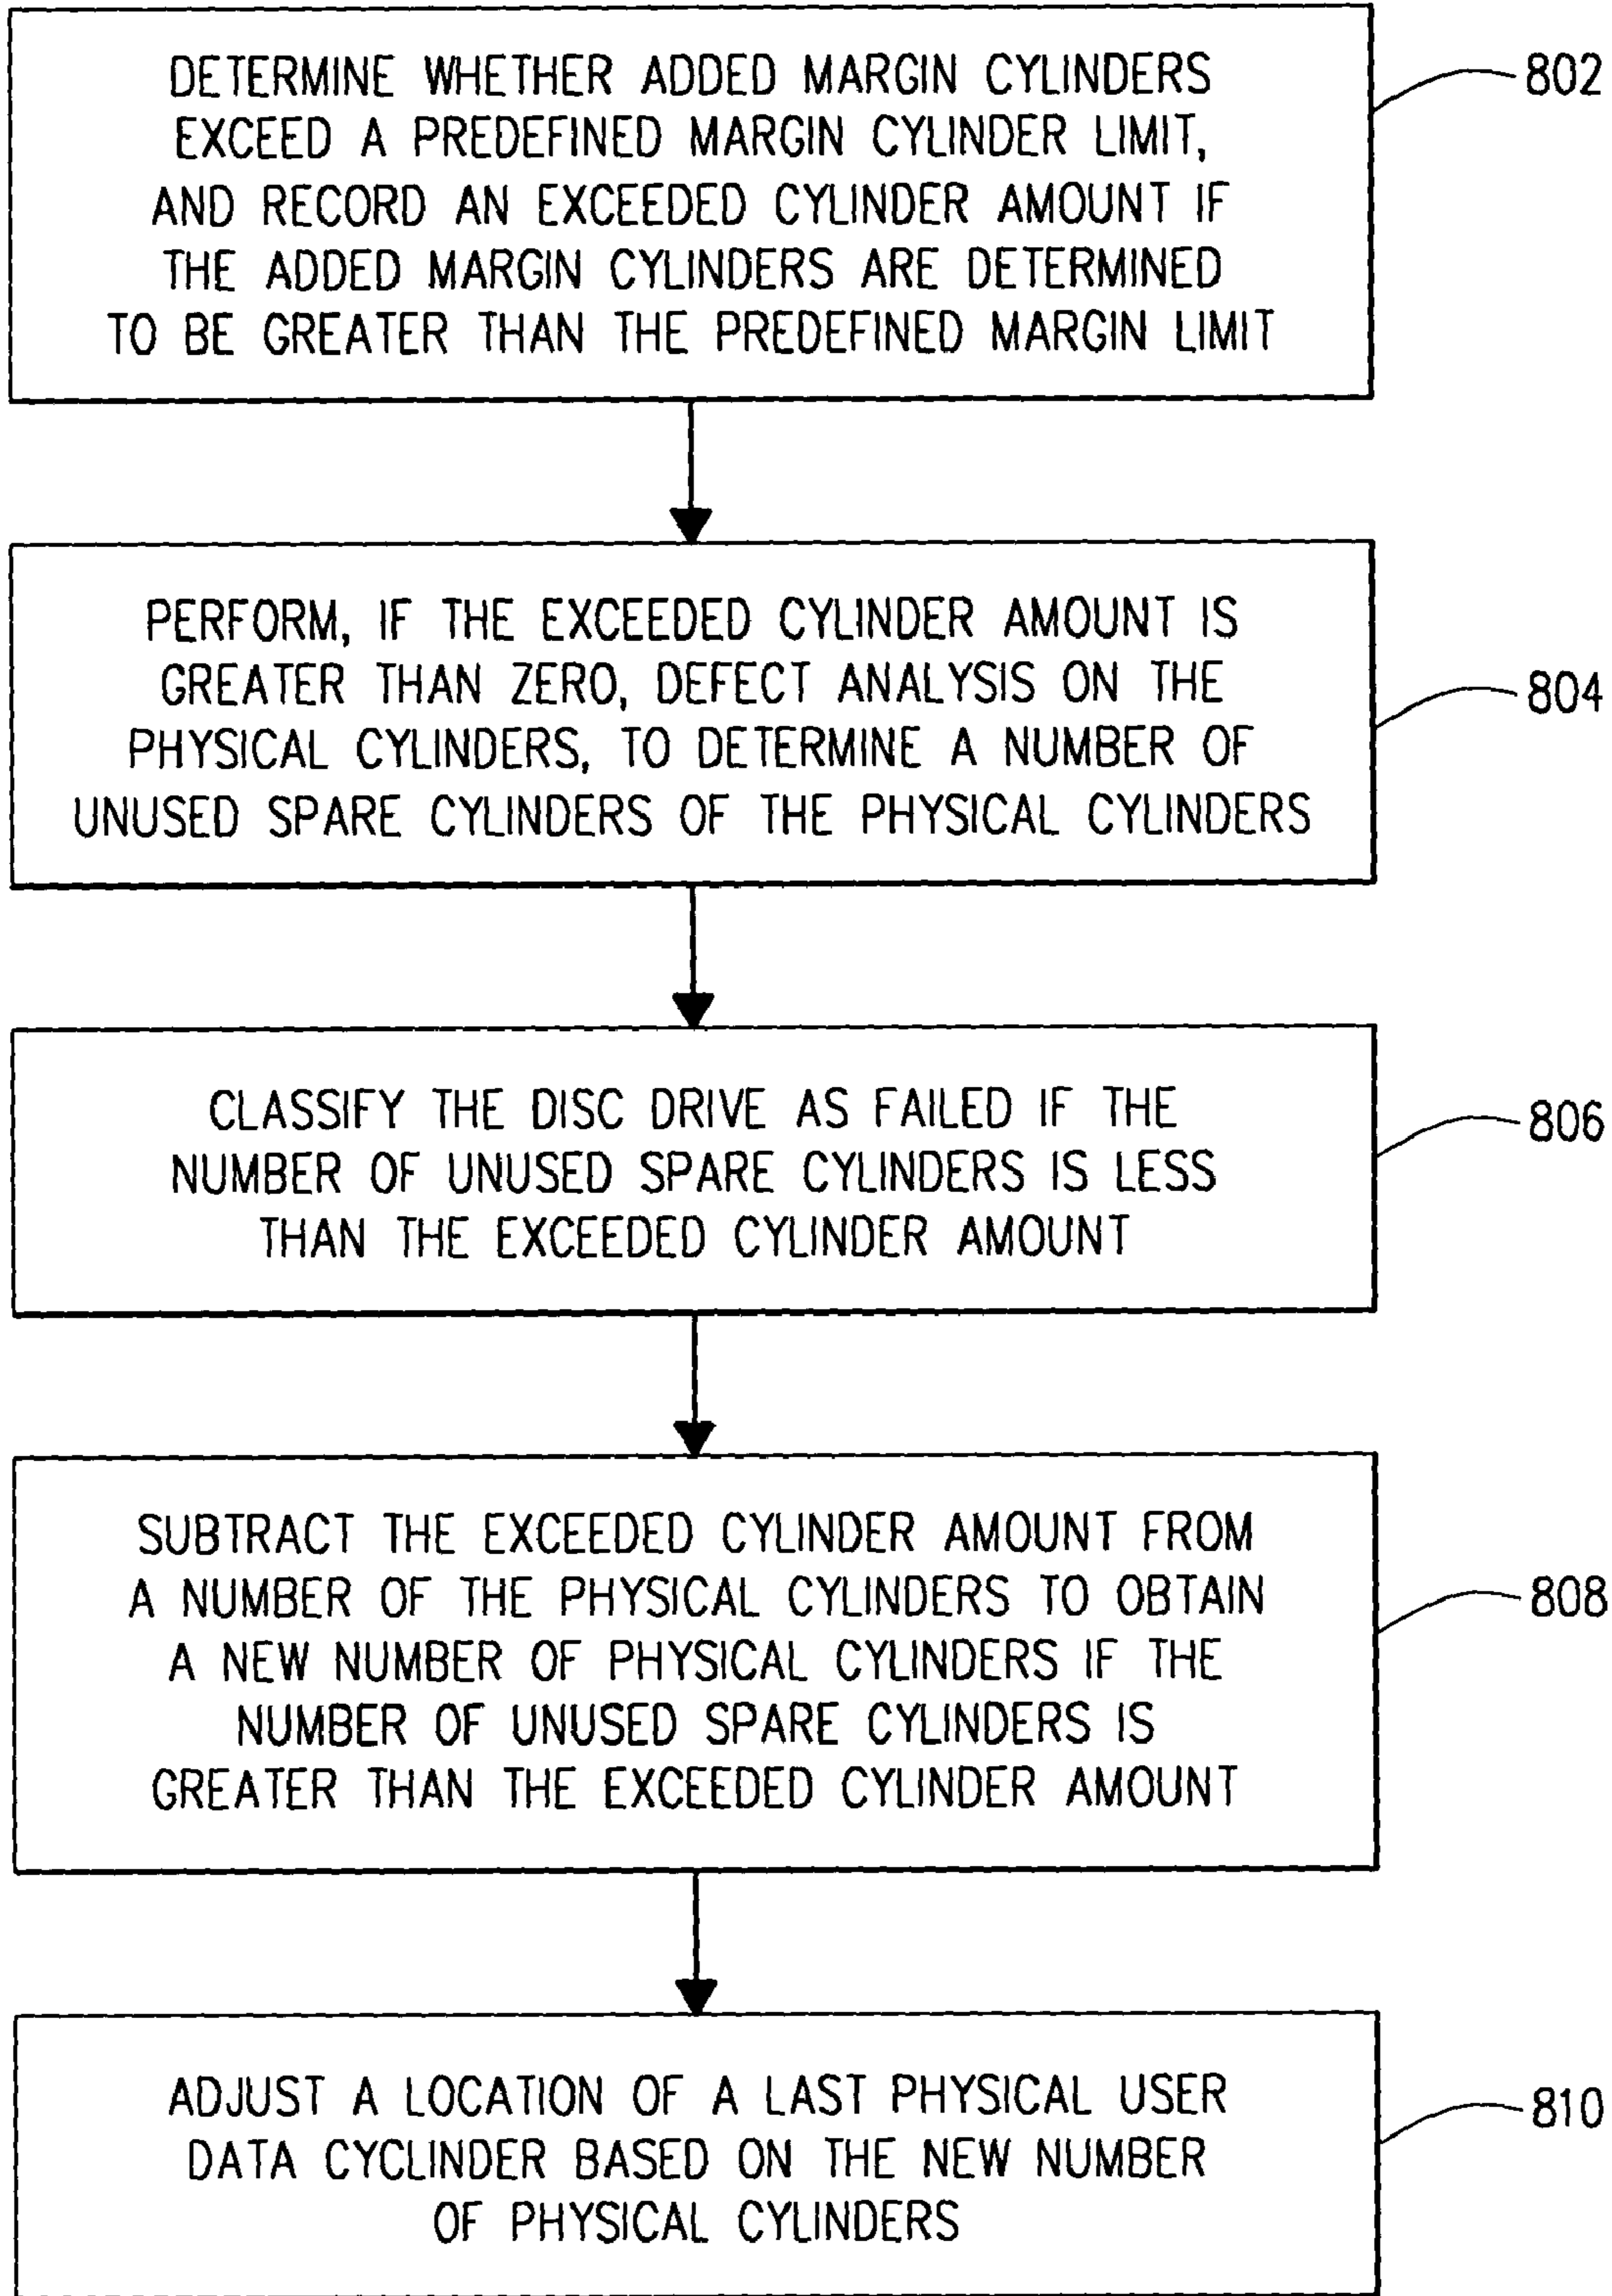 DETERMINE WHETHER ADDED MARGIN CYLINDERS
EXCEED A PREDEFINED MARGIN CYLINDER LIMIT,
AND RECORD AN EXCEEDED CYLINDER AMOUNT IF
THE ADDED MARGIN CYLINDERS ARE DETERMINED
TO BE GREATER THAN THE PREDEFINED MARGIN LIMIT
802
PERFORM, IF THE EXCEEDED CYLINDER AMOUNT IS
GREATER THAN ZERO, DEFECT ANALYSIS ON THE
PHYSICAL CYLINDERS, TO DETERMINE A NUMBER OF
UNUSED SPARE CYLINDERS OF THE PHYSICAL CYLINDERS
804
CLASSIFY THE DISC DRIVE AS FAILED IF THE
NUMBER OF UNUSED SPARE CYLINDERS IS LESS
THAN THE EXCEEDED CYLINDER AMOUNT
806
SUBTRACT THE EXCEEDED CYLINDER AMOUNT FROM
A NUMBER OF THE PHYSICAL CYLINDERS TO OBTAIN
A NEW NUMBER OF PHYSICAL CYLINDERS IF THE
NUMBER OF UNUSED SPARE CYLINDERS IS
GREATER THAN THE EXCEEDED CYLINDER AMOUNT
808
ADJUST A LOCATION OF A LAST PHYSICAL USER
DATA CYCLINDER BASED ON THE NEW NUMBER
OF PHYSICAL CYLINDERS
810